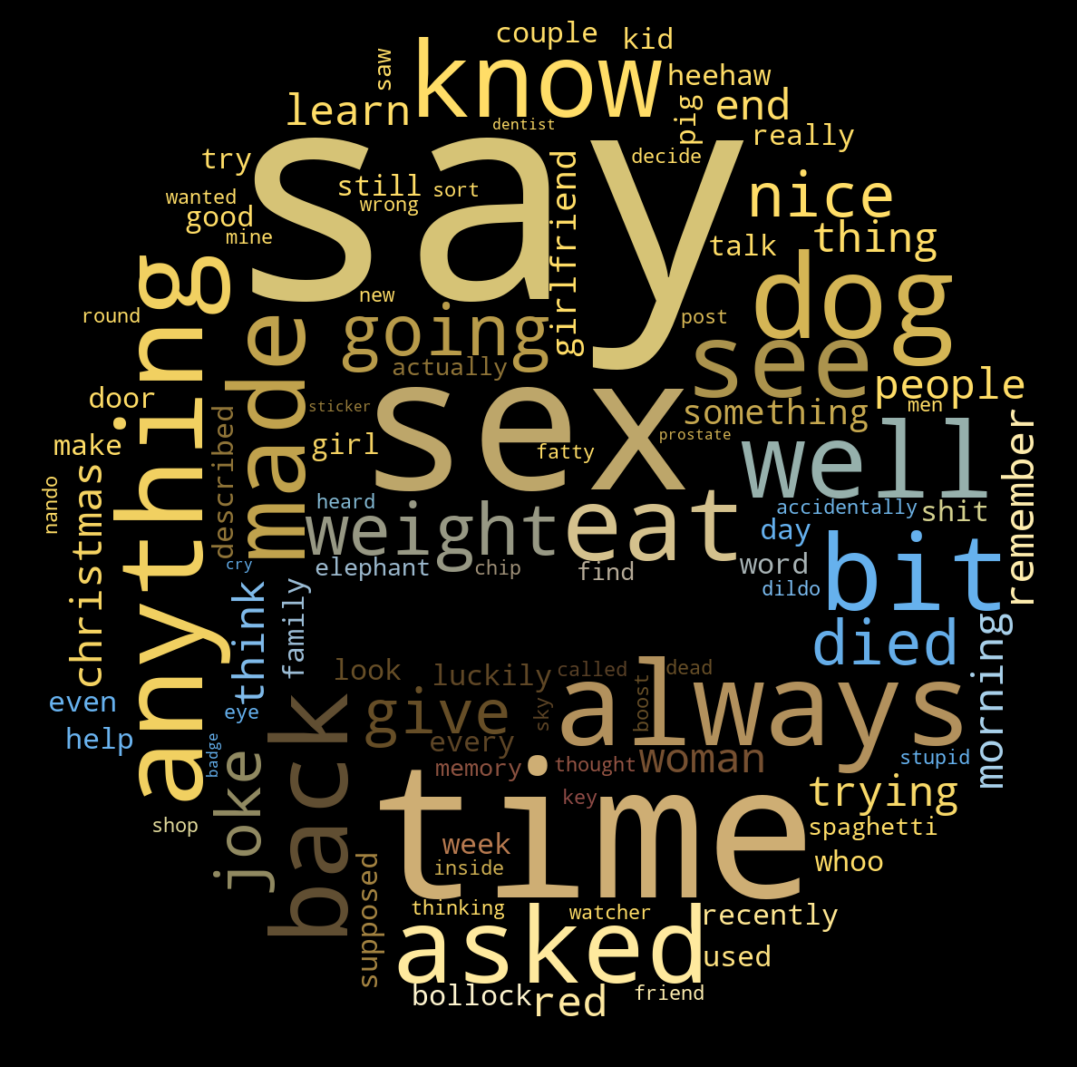 couple
kid
saw
know
heehaw
learn
pig
end
dentist
really
say
try
decide
still
sort
girlfriend
wanted
wrong
nice
good
mine
talk
thing
anything
dog
new
round
made
going
post
actually
see
door
people
sex
described
sticker
something
men
make
girl
fatty
prostate
well
remember
christmas
nando
heard
weight
eat
accidentally
shit
day
bit
elephant
chip
find
word
cry
think
family
dildo
died
morning
look
luckily
called
dead
always
even
eye
back
give
sky
boost
help
badge
every
woman
stupid
joke
memory
thought
time
key
trying
shop
spaghetti
week
whoo
inside
supposed
thinking
watcher
recently
asked
used
bollock
red
friend